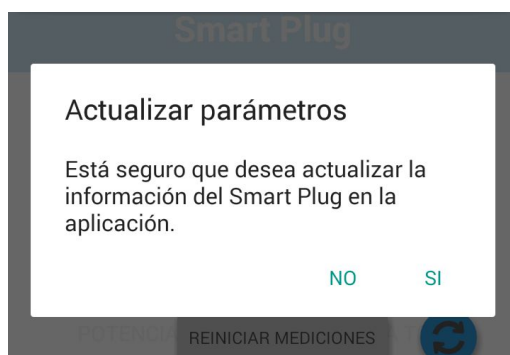 Smart Plug
Actualizar parámetros
Está seguro que desea actualizar la
información del Smart Plug en la
aplicación.
NO SI
REINICIAR MEDICIONES